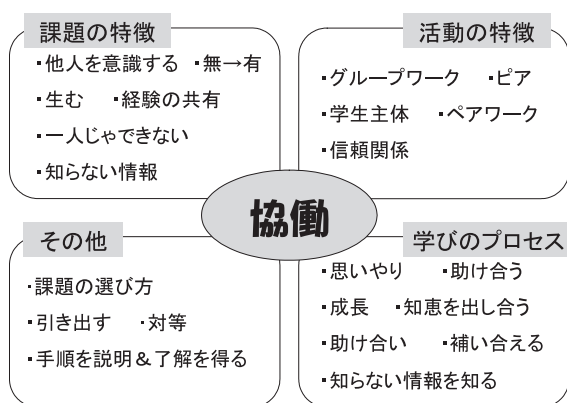 課題の特徴
・他人を意識する ・無→有
・生む ・経験の共有
・一人じゃできない
・知らない情報
活動の特徴
・グループワーク ・ピア
・学生主体 ・ペアワーク
・信頼関係
協働
その他
・課題の選び方
・引き出す ・対等
・手順を説明&了解を得る
学びのプロセス
・思いやり ・助け合う
・成長 ・知恵を出し合う
・助け合い ・補い合える
・知らない情報を知る